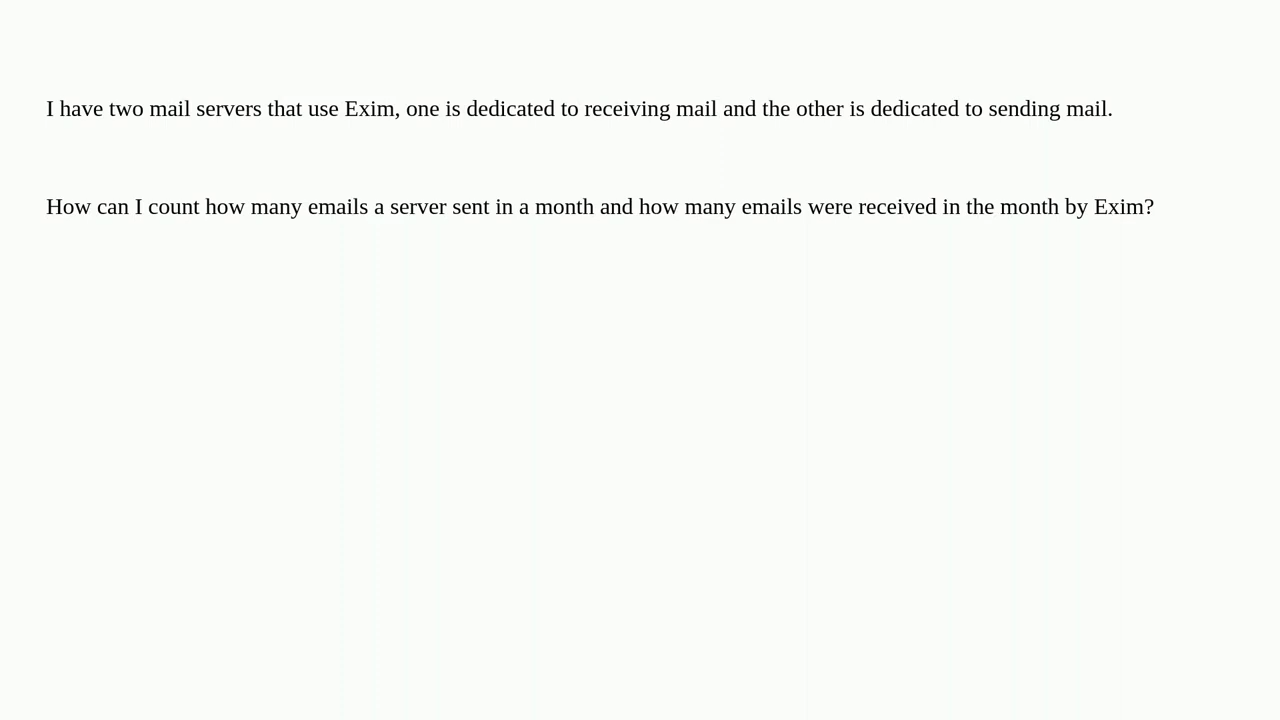 I have two mail servers that use Exim, one is dedicated to receiving mail and the other is dedicated to sending mail.
How can I count how many emails a server sent in a month and how many emails were received in the month by Exim?